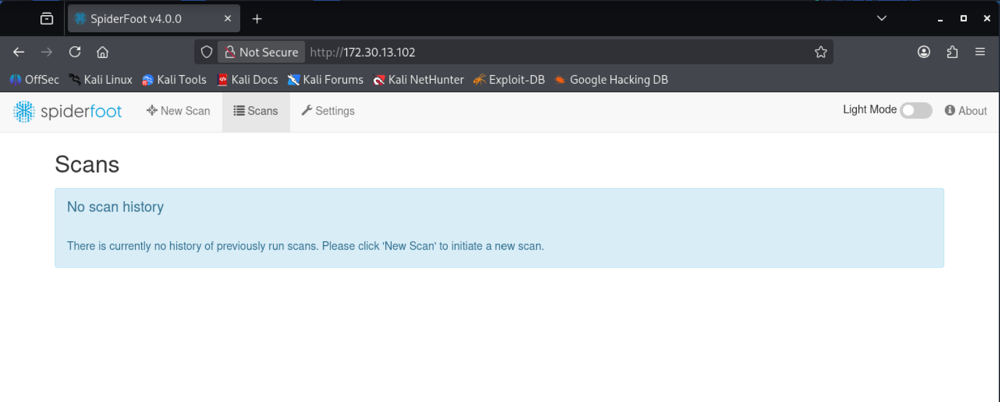 SpiderFoot v4.0.0
Not Secure http://172.30.13.102
OffSec Kali Linux Kali Tools Kali Docs Kali Forums Kali NetHunter Exploit-DB Google Hacking DB
spiderfoot New Scan Scans Settings Light Mode About
Scans
No scan history
There is currently no history of previously run scans. Please click 'New Scan' to initiate a new scan.